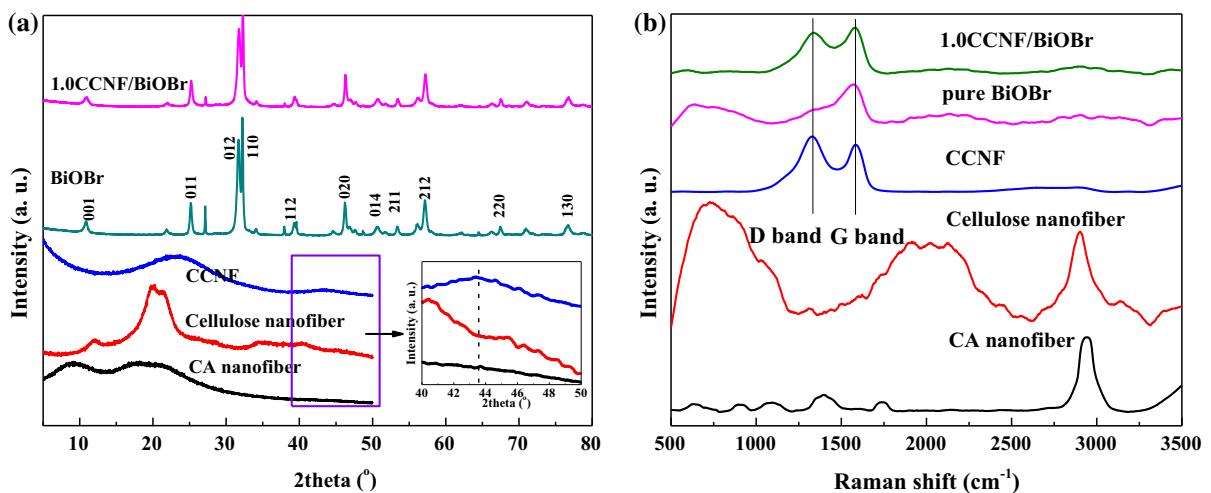 (a)
Intensity (a. u.)
1.0CCNF/BiOBr
BiOBr
001
011
012
110
112
020
014
211
212
220
130
CCNF
Cellulose nanofiber
CA nanofiber
Intensity (a. u.)
40 42 44 46 48 50
2theta (°)
10 20 30 40 50 60 70 80
2theta (°)
(b)
Intensity (a. u.)
1.0CCNF/BiOBr
pure BiOBr
CCNF
D band G band
Cellulose nanofiber
CA nanofiber
500 1000 1500 2000 2500 3000 3500
Raman shift (cm⁻¹)